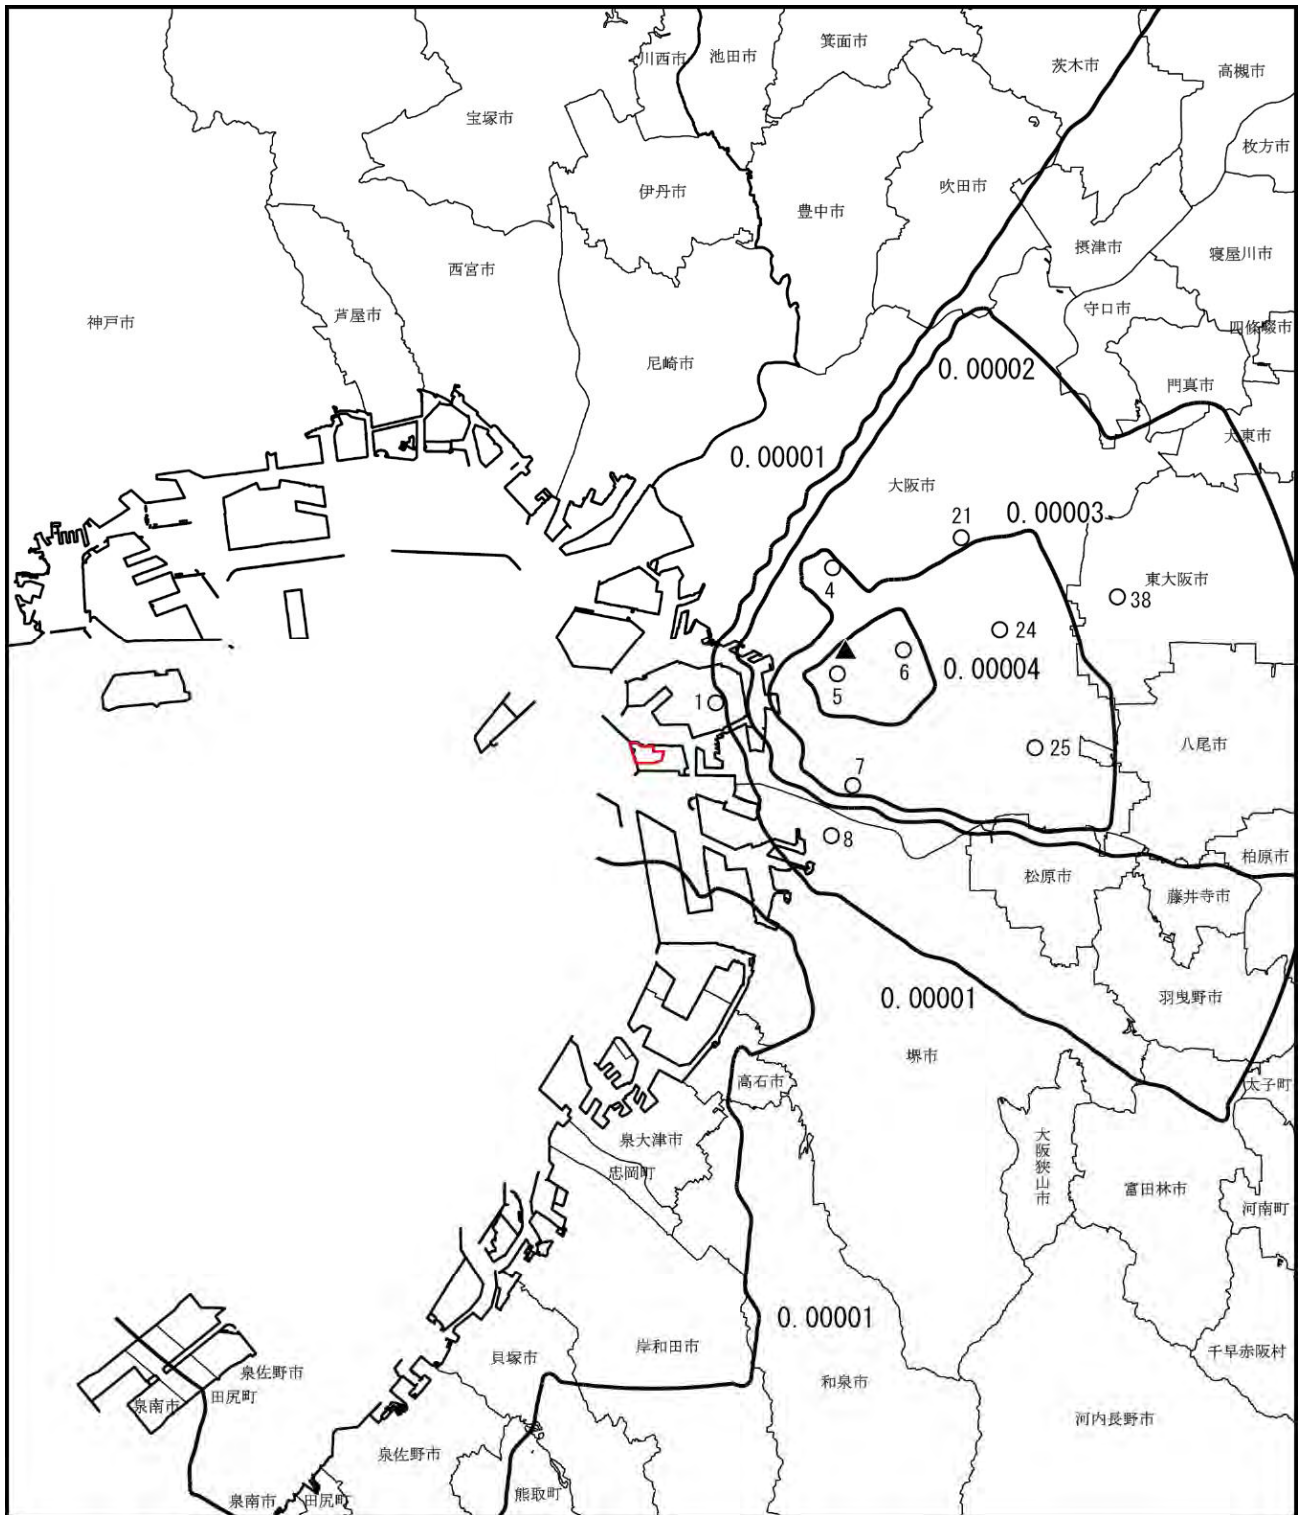 箕面市
川西市
池田市
茨木市
高槻市
宝塚市
枚方市
伊丹市
吹田市
豊中市
摂津市
寝屋川市
西宮市
守口市
芦屋市
神戸市
四條畷市
尼崎市
0.00002
門真市
大東市
0.00001
大阪市
0.00003
21
4
東大阪市
38
24
6
0.00004
5
1
八尾市
25
7
8
柏原市
松原市
藤井寺市
0.00001
羽曳野市
堺市
高石市
太子町
泉大津市
大阪狭山市
忠岡町
富田林市
河南町
0.00001
岸和田市
千早赤阪村
貝塚市
泉佐野市
和泉市
田尻町
泉南市
河内長野市
泉佐野市
熊取町
泉南市
田尻町